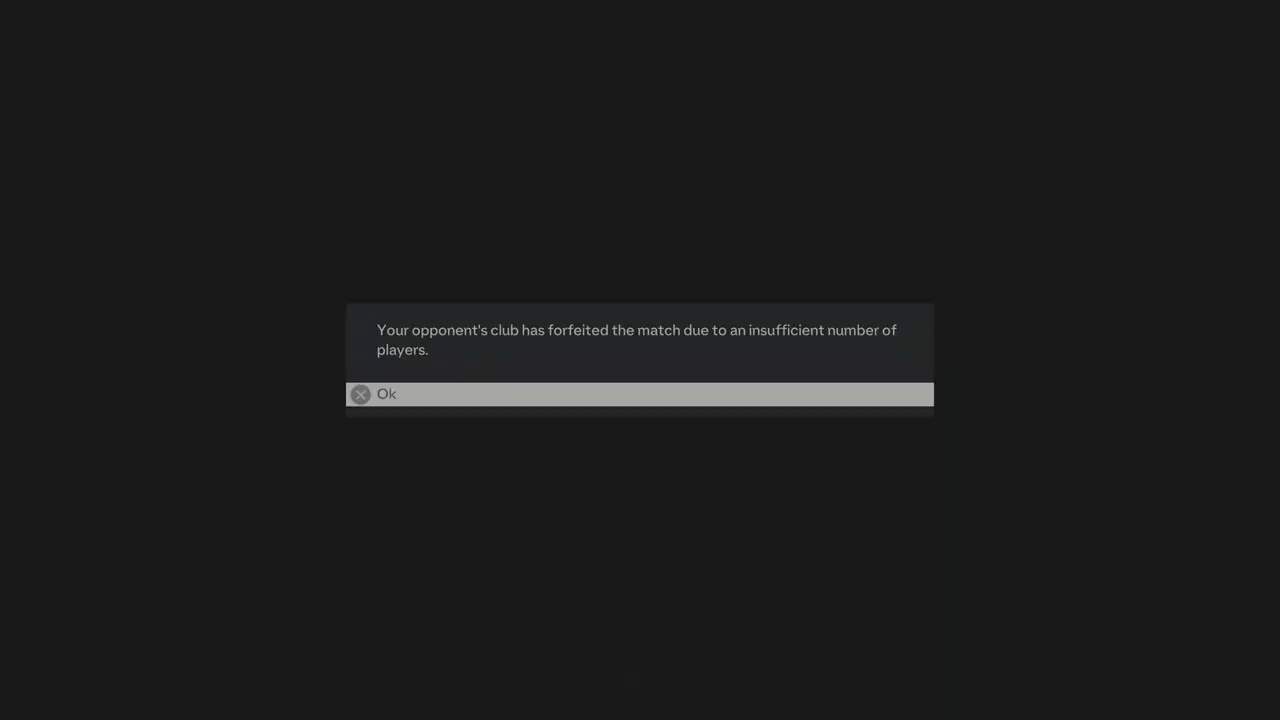 Your opponent's club has forfeited the match due to an insufficient number of
players.
Ok